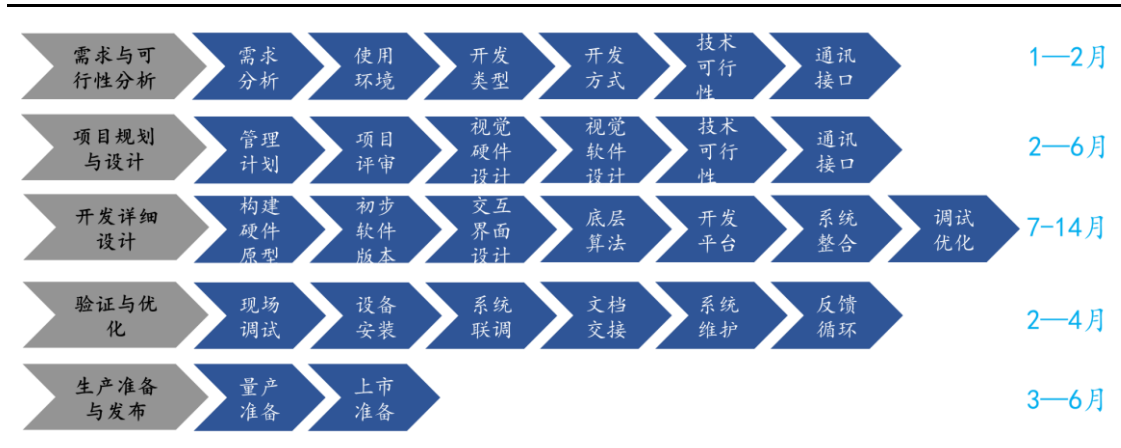 需求与可
行性分析
需求
分析
使用
环境
开发
类型
开发
方式
技术
可行
性
通讯
接口
1—2月
项目规划
与设计
管理
计划
项目
评审
视觉
硬件
设计
视觉
软件
设计
技术
可行
性
通讯
接口
2—6月
开发详细
设计
构建
硬件
原型
初步
软件
版本
交互
界面
设计
底层
算法
开发
平台
系统
整合
调试
优化
7-14月
验证与优
化
现场
调试
设备
安装
系统
联调
文档
交接
系统
维护
反馈
循环
2—4月
生产准备
与发布
量产
准备
上市
准备
3—6月